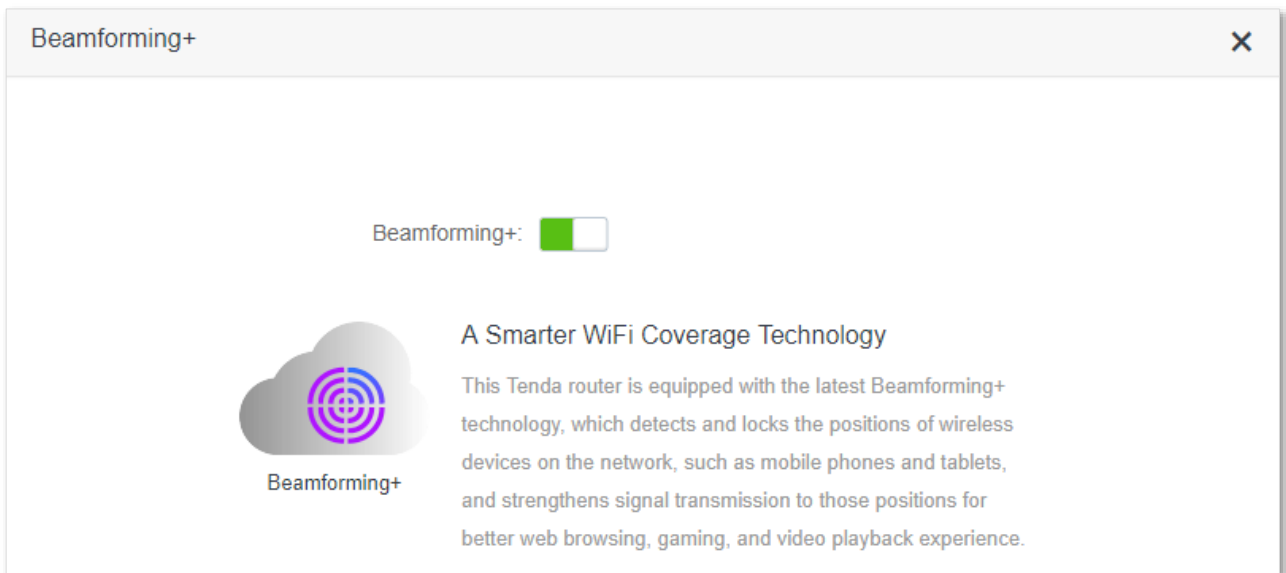 Beamforming+
Beamforming+:
A Smarter WiFi Coverage Technology
This Tenda router is equipped with the latest Beamforming+
technology, which detects and locks the positions of wireless
devices on the network, such as mobile phones and tablets,
and strengthens signal transmission to those positions for
better web browsing, gaming, and video playback experience.
Beamforming+